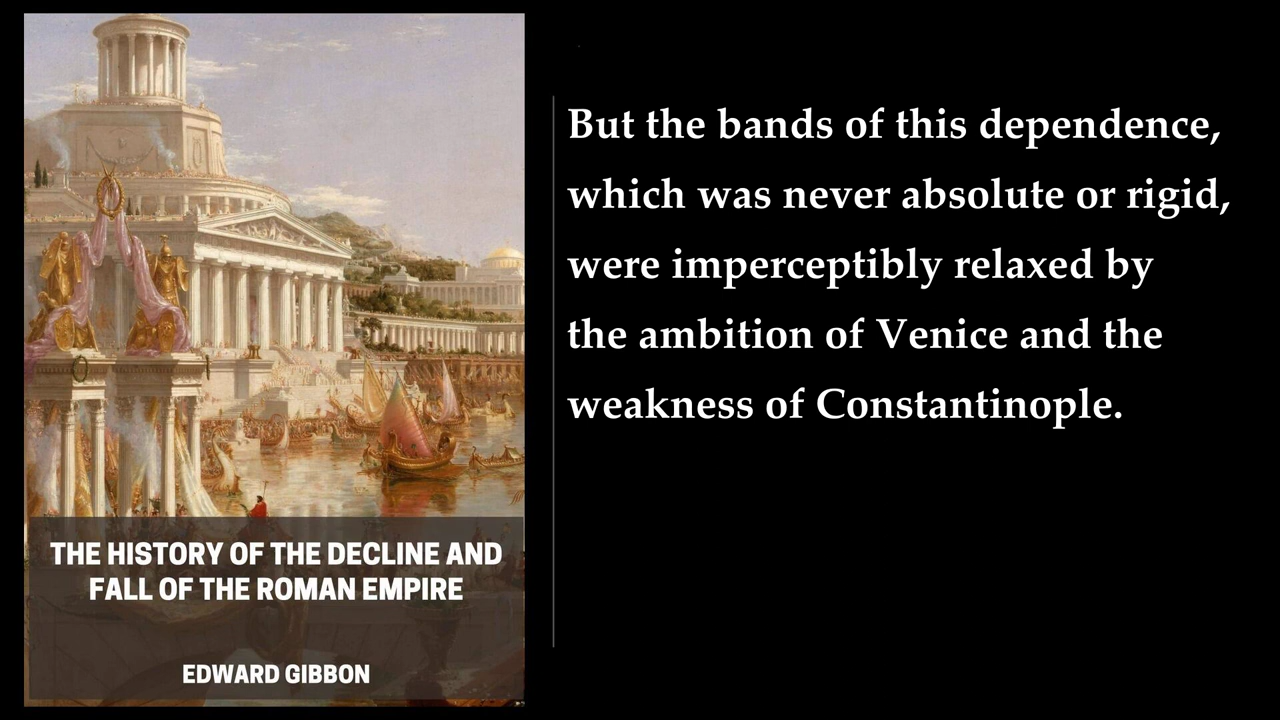 THE HISTORY OF THE DECLINE AND
FALL OF THE ROMAN EMPIRE
EDWARD GIBBON
But the bands of this dependence,
which was never absolute or rigid,
were imperceptibly relaxed by
the ambition of Venice and the
weakness of Constantinople.